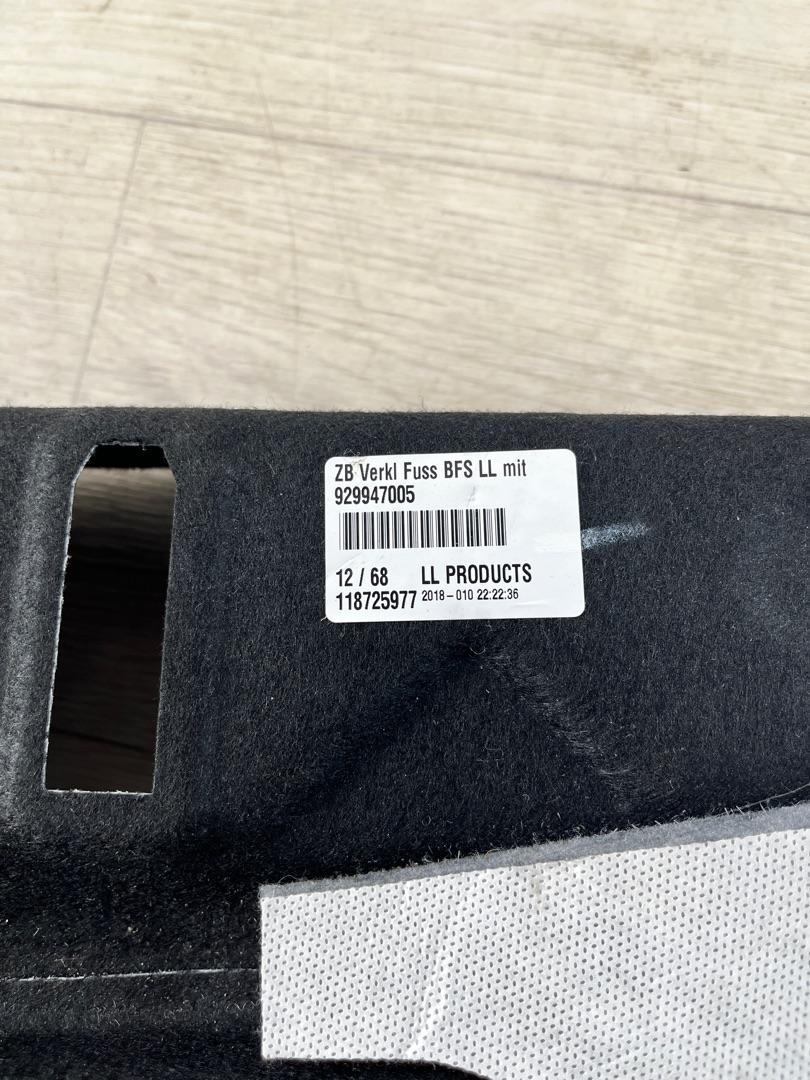 ZB Verkl Fuss BFS LL mit
929947005
12 / 68 LL PRODUCTS
118725977 2018-010 22:22:36